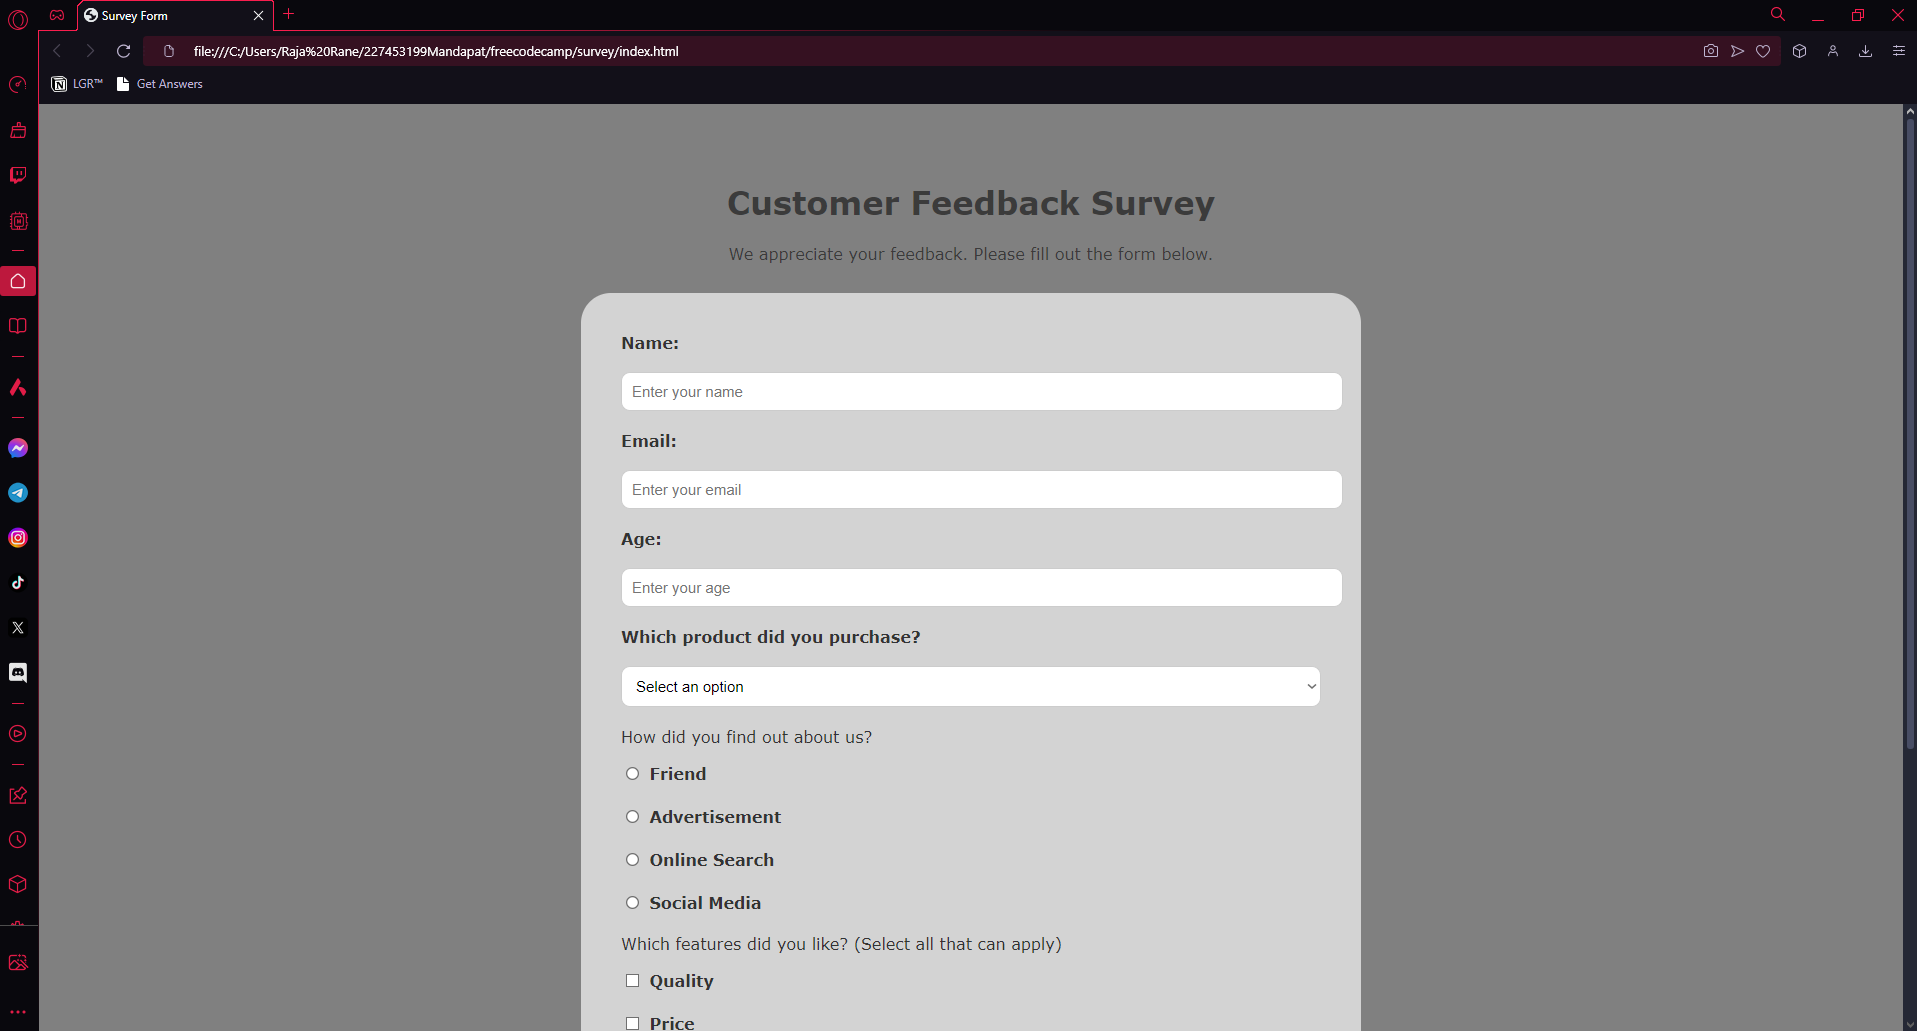 Survey Form
file:///C:/Users/Raja%20Rane/227453199Mandapat/freecodecamp/survey/index.html
LGR™ Get Answers
Customer Feedback Survey
We appreciate your feedback. Please fill out the form below.
Name:
Enter your name
Email:
Enter your email
Age:
Enter your age
Which product did you purchase?
Select an option
How did you find out about us?
Friend
Advertisement
Online Search
Social Media
Which features did you like? (Select all that can apply)
Quality
Price